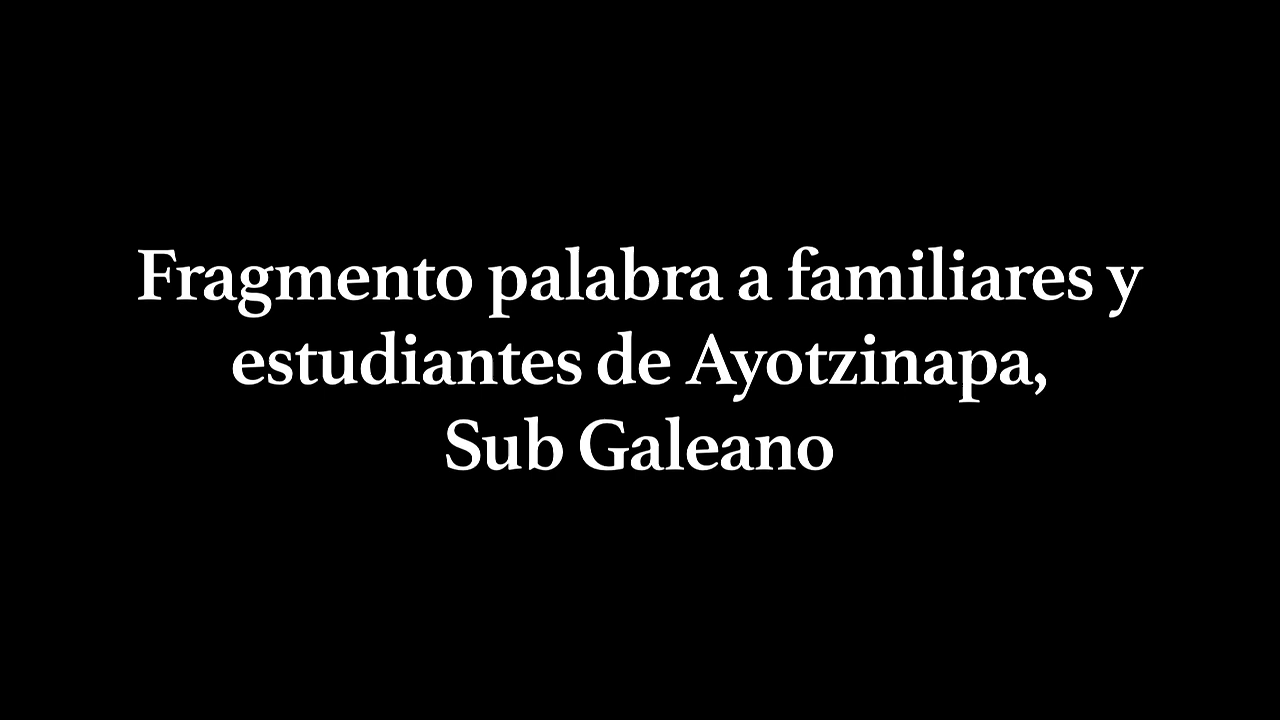 Fragmento palabra a familiares y
estudiantes de Ayotzinapa,
Sub Galeano